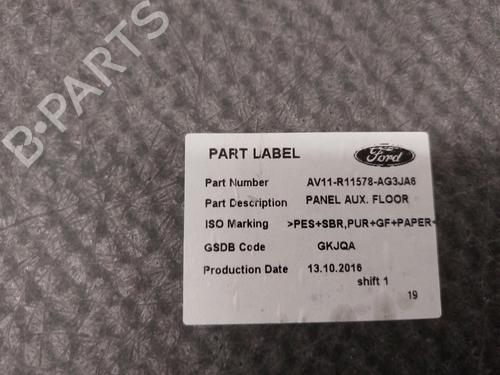 B-PARTS
PART LABEL
Ford
Part Number AV11-R11578-AG3JA6
Part Description PANEL AUX. FLOOR
ISO Marking >PES+SBR,PUR+GF+PAPER-
GSDB Code GKJQA
Production Date 13.10.2016
shift 1
19